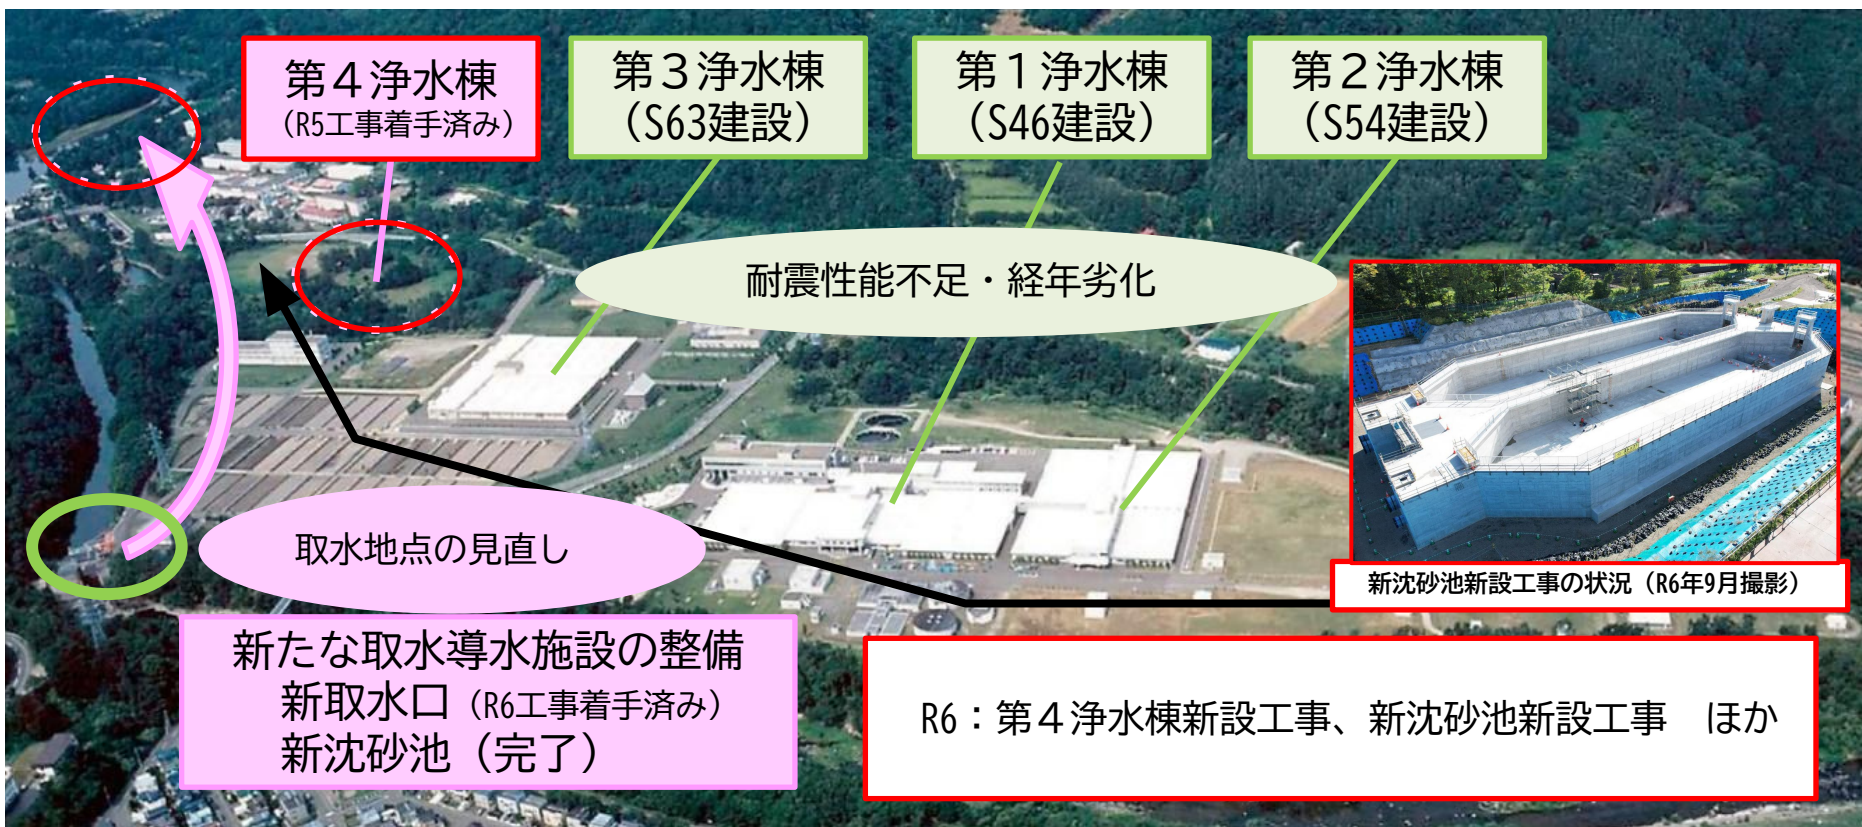 第４浄水棟
（R5工事着手済み）
第３浄水棟
（S63建設）
第１浄水棟
（S46建設）
第２浄水棟
（S54建設）
耐震性能不足・経年劣化
取水地点の見直し
新沈砂池新設工事の状況（R6年9月撮影）
新たな取水導水施設の整備
新取水口（R6工事着手済み）
新沈砂池（完了）
R6：第４浄水棟新設工事、新沈砂池新設工事　ほか